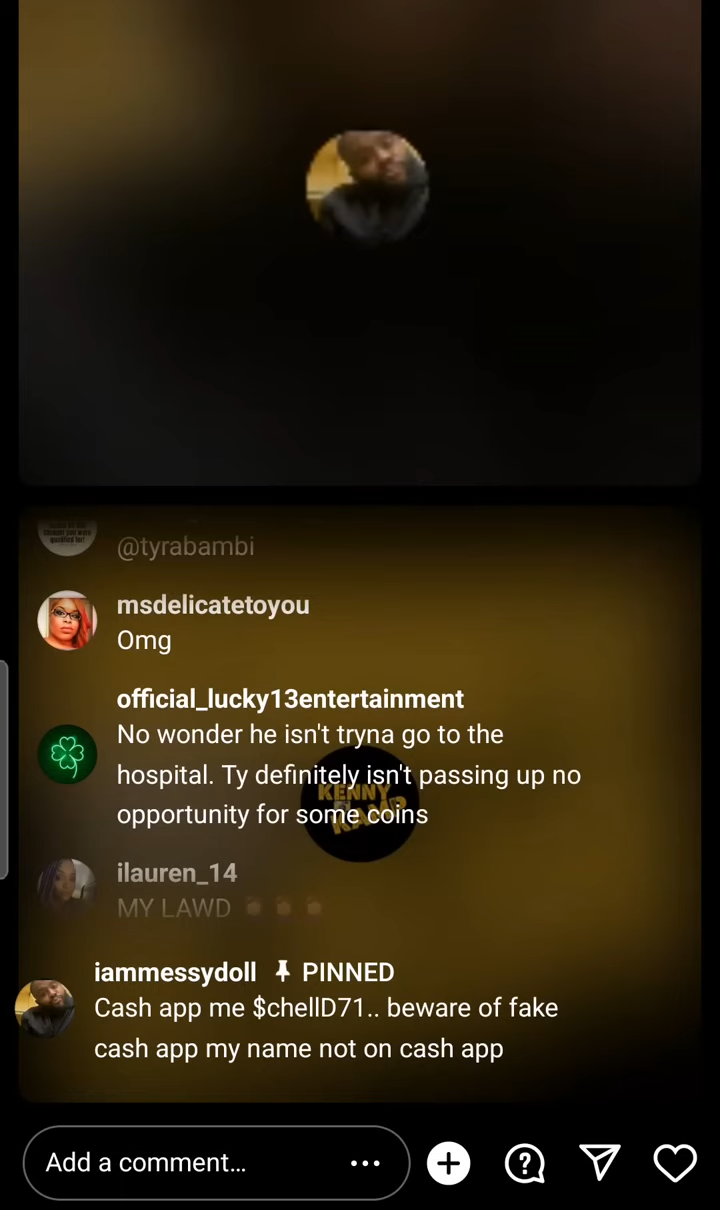 @tyrabambi
msdelicatetoyou
Omg
official_lucky13entertainment
No wonder he isn't tryna go to the
hospital. Ty definitely isn't passing up no
opportunity for some coins
KENNY
KAMP
ilauren_14
MY LAWD
iammessydoll PINNED
Cash app me $chellD71.. beware of fake
cash app my name not on cash app
Add a comment...